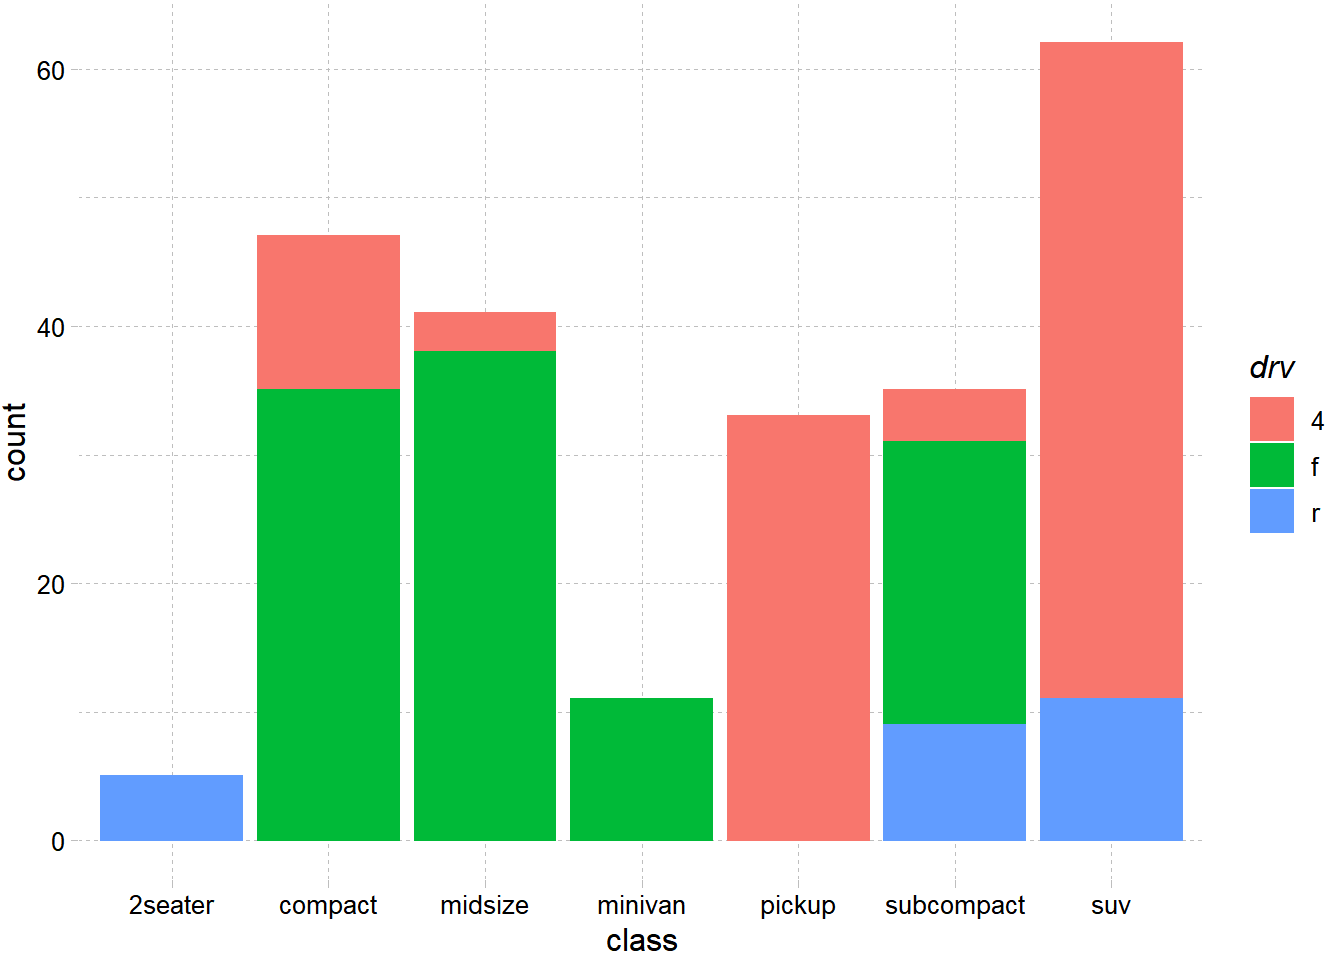 60
40
20
0
count
2seater compact midsize minivan pickup subcompact suv
class
drv
4
f
r